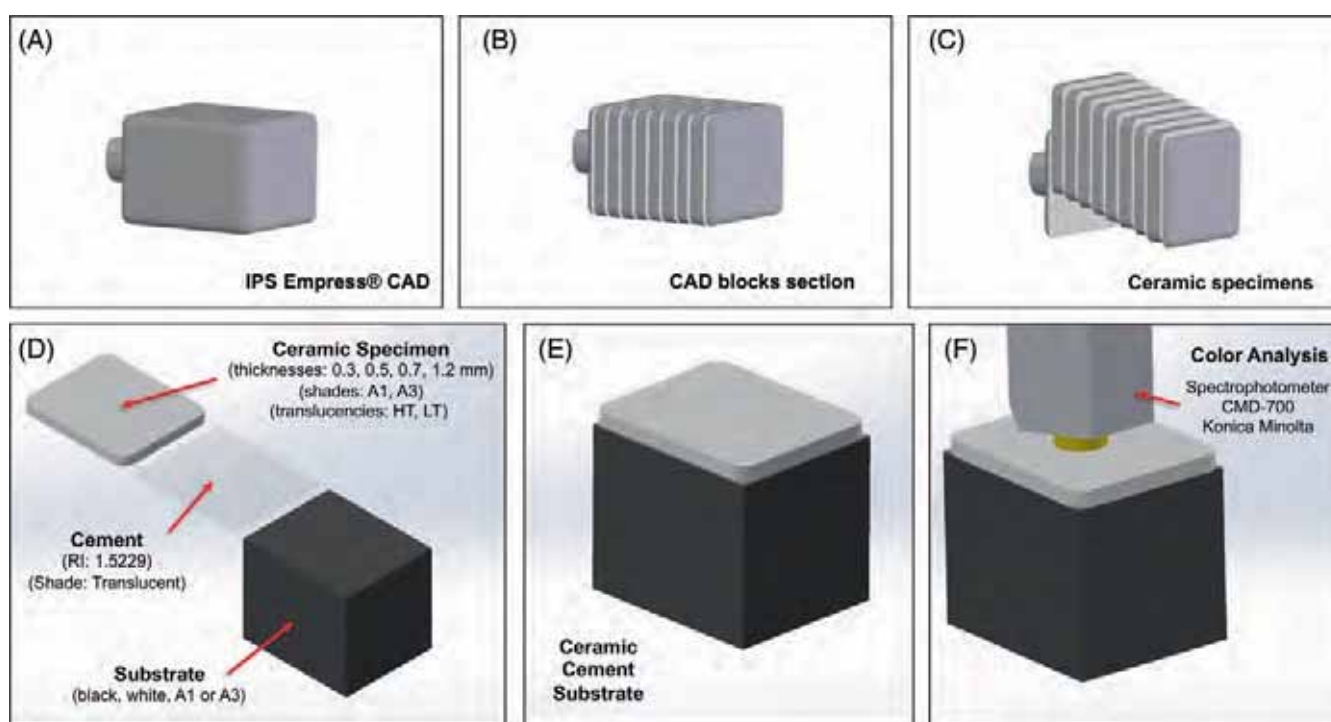 (A)
IPS Empress® CAD
(B)
CAD blocks section
(C)
Ceramic specimens
(D)
Ceramic Specimen
(thicknesses: 0.3, 0.5, 0.7, 1.2 mm)
(shades: A1, A3)
(translucencies: HT, LT)
Cement
(RI: 1.5229)
(Shade: Translucent)
Substrate
(black, white, A1 or A3)
(E)
Ceramic
Cement
Substrate
(F)
Color Analysis
Spectrophotometer
CMD-700
Konica Minolta